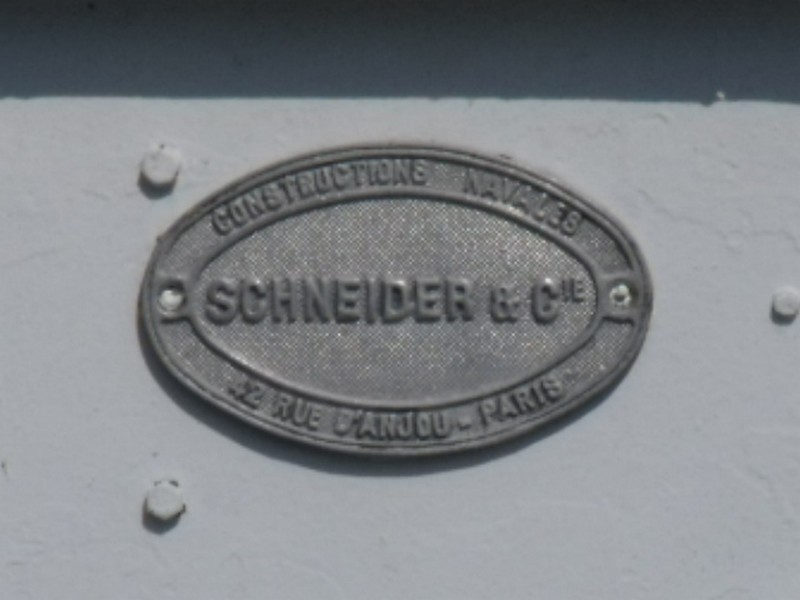 CONSTRUCTIONS NAVALES
SCHNEIDER & CIE
42 RUE D'ANJOU - PARIS